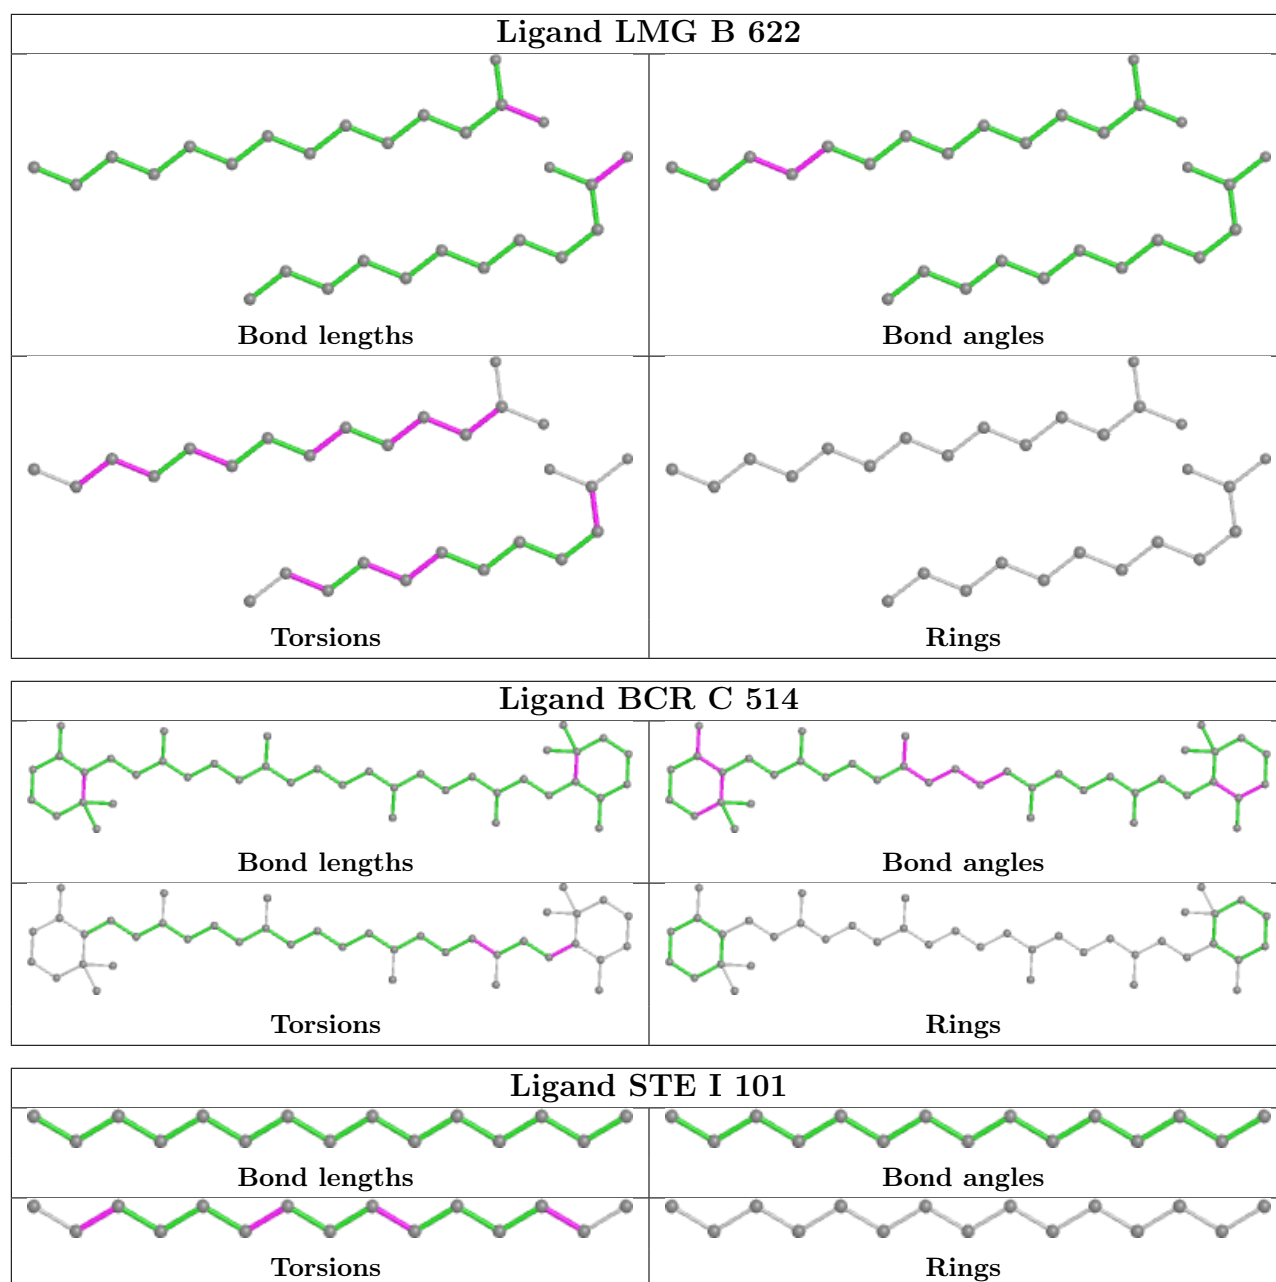 Ligand LMG B 622
Bond lengths
Bond angles
Torsions
Rings
Ligand BCR C 514
Bond lengths
Bond angles
Torsions
Rings
Ligand STE I 101
Bond lengths
Bond angles
Torsions
Rings